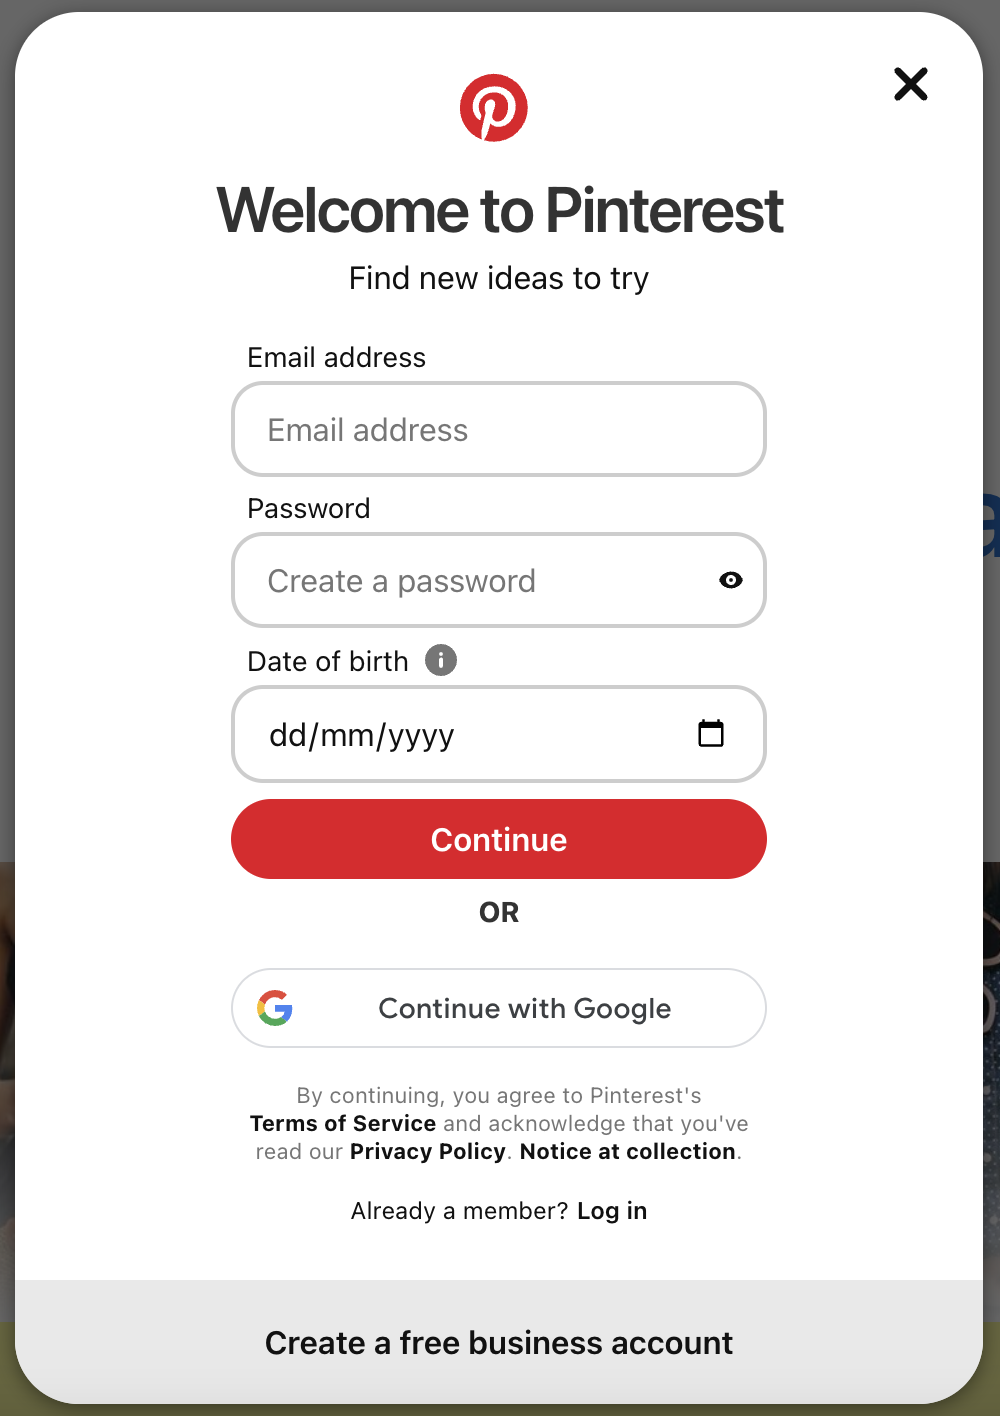 Welcome to Pinterest
Find new ideas to try
Email address
Email address
Password
Create a password
Date of birth
dd/mm/yyyy
Continue
OR
Continue with Google
By continuing, you agree to Pinterest's
Terms of Service and acknowledge that you've
read our Privacy Policy. Notice at collection.
Already a member? Log in
Create a free business account